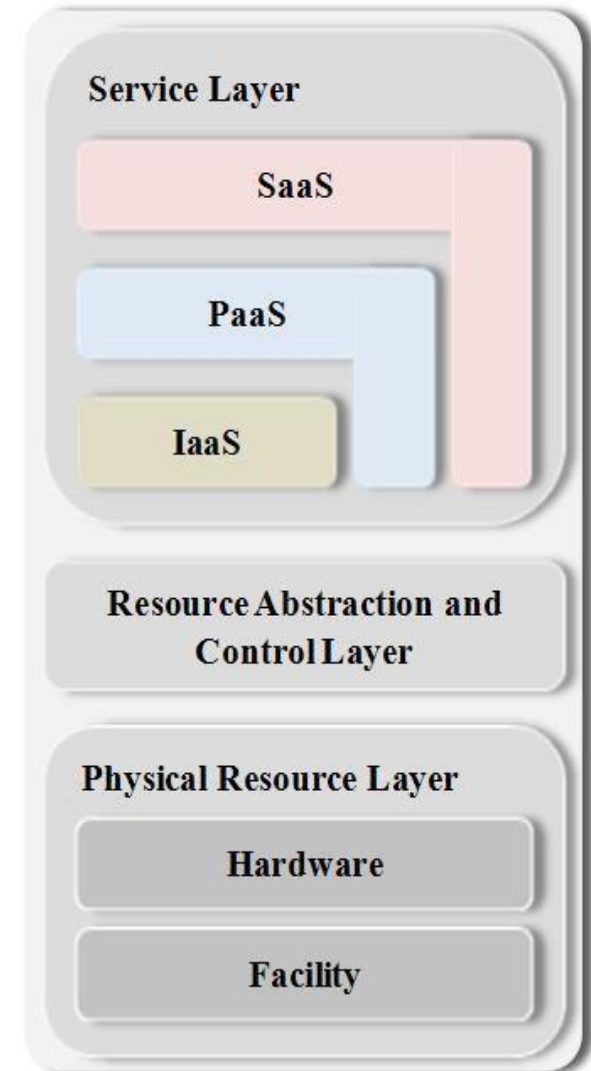 Service Layer
SaaS
PaaS
IaaS
Resource Abstraction and
Control Layer
Physical Resource Layer
Hardware
Facility